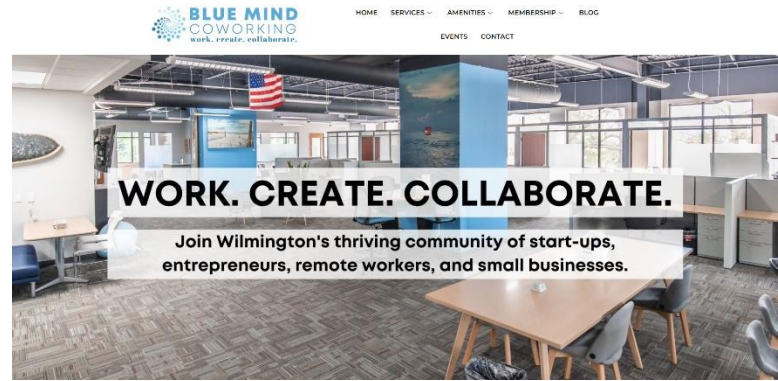 BLUE MIND
COWORKING
work. create. collaborate.
HOME SERVICES AMENITIES MEMBERSHIP BLOG
EVENTS CONTACT
WORK. CREATE. COLLABORATE.
Join Wilmington's thriving community of start-ups,
entrepreneurs, remote workers, and small businesses.